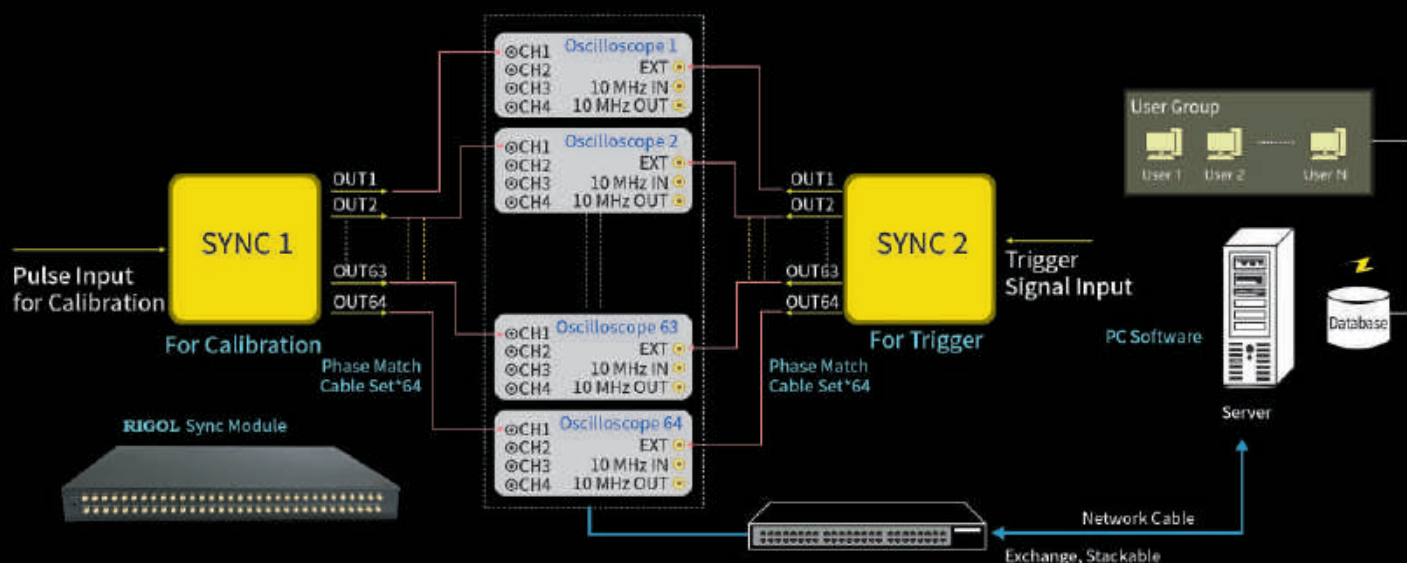 Pulse Input
for Calibration
SYNC 1
For Calibration
OUT1
OUT2
OUT63
OUT64
Phase Match
Cable Set*64
RIGOL Sync Module
Oscilloscope 1
CH1
EXT
CH2
10 MHz IN
CH3
10 MHz OUT
CH4
Oscilloscope 2
CH1
EXT
CH2
10 MHz IN
CH3
10 MHz OUT
CH4
Oscilloscope 63
CH1
EXT
CH2
10 MHz IN
CH3
10 MHz OUT
CH4
Oscilloscope 64
CH1
EXT
CH2
10 MHz IN
CH3
10 MHz OUT
CH4
OUT1
OUT2
OUT63
OUT64
Phase Match
Cable Set*64
SYNC 2
For Trigger
Trigger
Signal Input
User Group
User 1
User 2
User N
PC Software
Server
Database
Network Cable
Exchange, Stackable